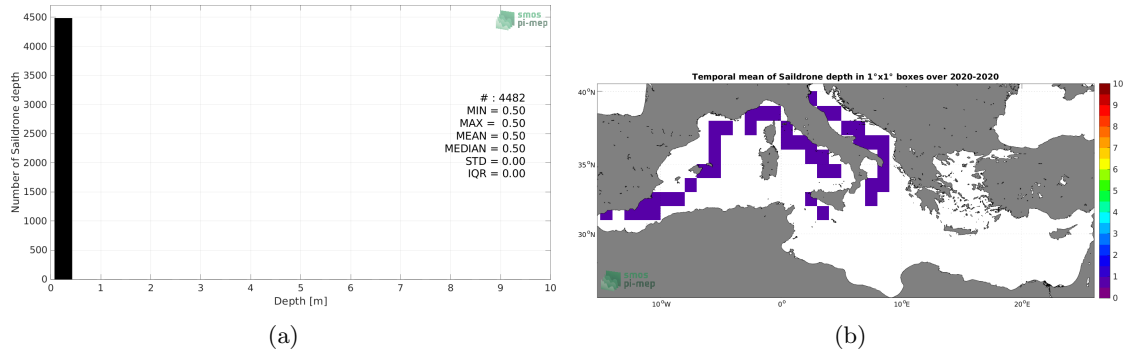 4500
4000
3500
3000
2500
2000
1500
1000
500
0
Number of Saildrone depth
smos
pi-mep
# : 4482
MIN = 0.50
MAX = 0.50
MEAN = 0.50
MEDIAN = 0.50
STD = 0.00
IQR = 0.00
0 1 2 3 4 5 6 7 8 9 10
Depth [m]
(a)
Temporal mean of Saildrone depth in 1°x1° boxes over 2020-2020
40°N
35°N
30°N
10°W 0° 10°E 20°E
smos
pi-mep
10
9
8
7
6
5
4
3
2
1
0
(b)